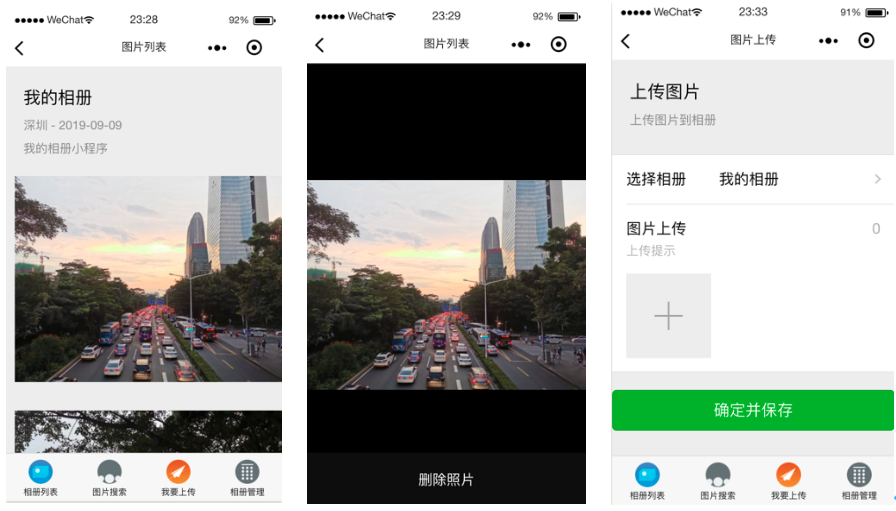 ●●●●● WeChat 23:28 92%
图片列表
我的相册
深圳 - 2019-09-09
我的相册小程序
相册列表 图片搜索 我要上传 相册管理
●●●●● WeChat 23:29 92%
图片列表
删除照片
●●●●● WeChat 23:33 91%
图片上传
上传图片
上传图片到相册
选择相册 我的相册
图片上传 0
上传提示
确定并保存
相册列表 图片搜索 我要上传 相册管理